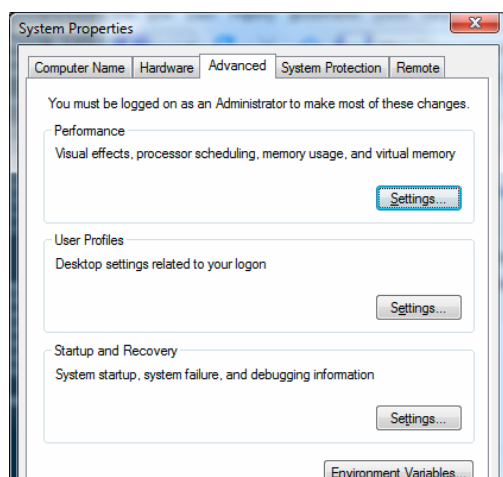 System Properties
Computer Name Hardware Advanced System Protection Remote
You must be logged on as an Administrator to make most of these changes.
Performance
Visual effects, processor scheduling, memory usage, and virtual memory
Settings...
User Profiles
Desktop settings related to your logon
Settings...
Startup and Recovery
System startup, system failure, and debugging information
Settings...
Environment Variables...